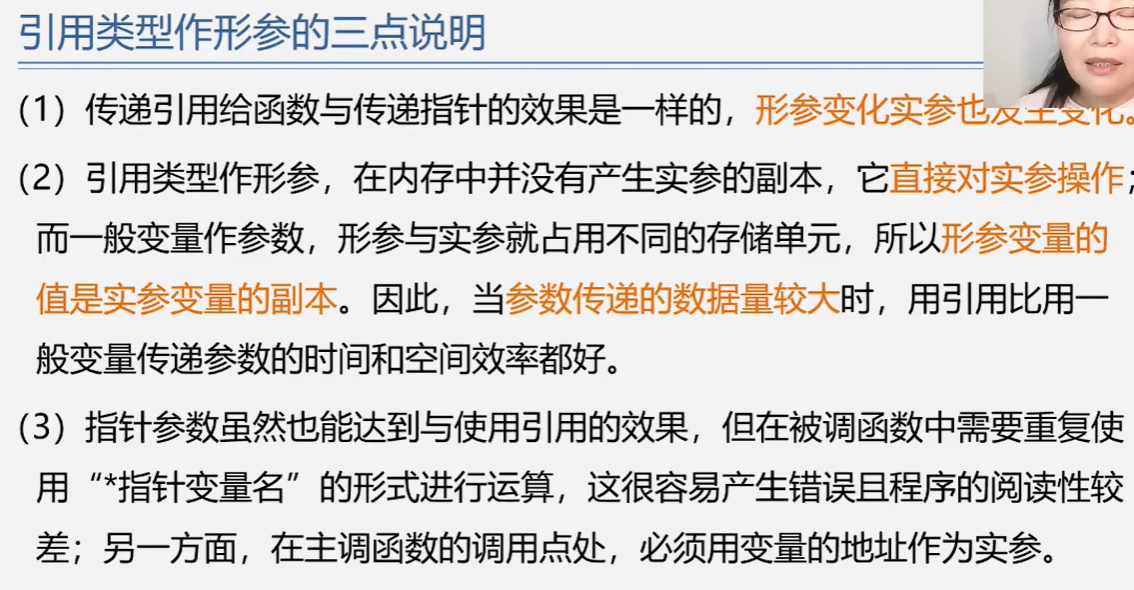 引用类型作形参的三点说明
（1）传递引用给函数与传递指针的效果是一样的，形参变化实参也发生变化。
（2）引用类型作形参，在内存中并没有产生实参的副本，它直接对实参操作；
而一般变量作参数，形参与实参就占用不同的存储单元，所以形参变量的
值是实参变量的副本。因此，当参数传递的数据量较大时，用引用比用一
般变量传递参数的时间和空间效率都好。
（3）指针参数虽然也能达到与使用引用的效果，但在被调函数中需要重复使
用“*指针变量名”的形式进行运算，这很容易产生错误且程序的阅读性较
差；另一方面，在主调函数的调用点处，必须用变量的地址作为实参。